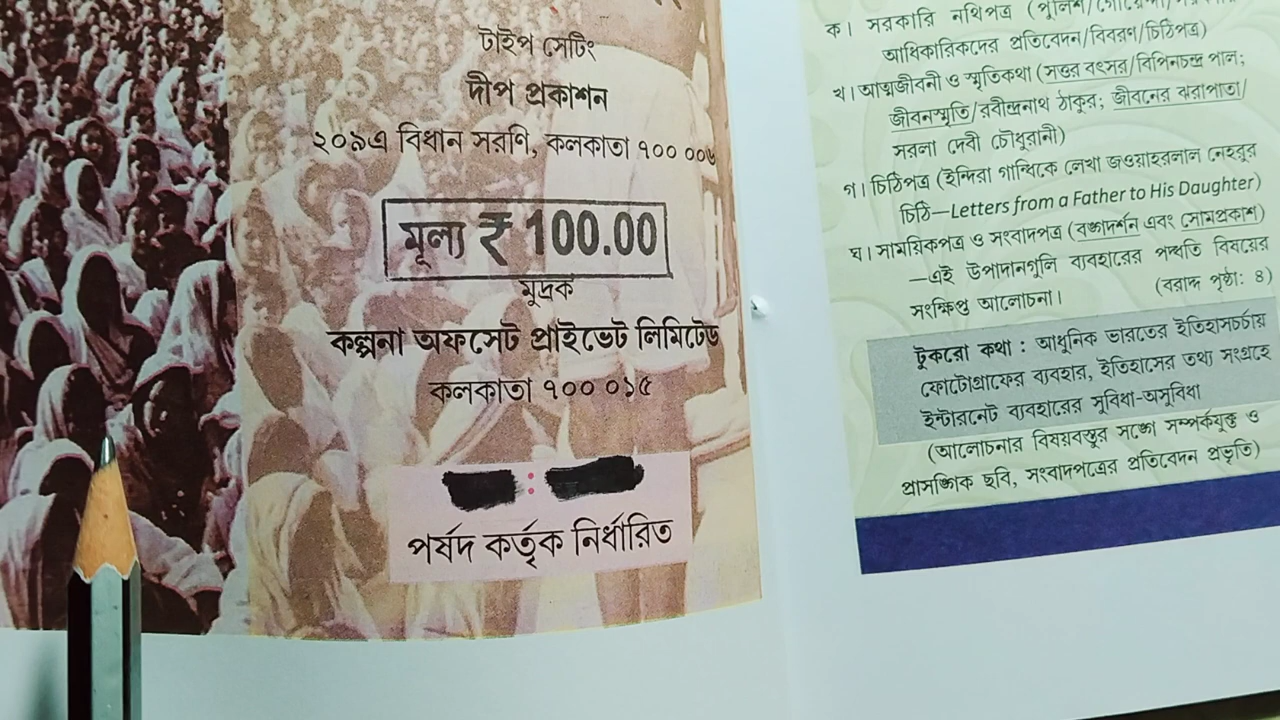 টাইপ সেটিং
দীপ প্রকাশন
২০৯এ বিধান সরণি, কলকাতা ৭০০ ০০৬
মূল্য ₹ 100.00
মুদ্রক
কল্পনা অফসেট প্রাইভেট লিমিটেড
কলকাতা ৭০০ ০১৫
:
পর্ষদ কর্তৃক নির্ধারিত
ক। সরকারি নথিপত্র (পুলিশ/গোয়েন্দা/সরকারি
আধিকারিকদের প্রতিবেদন/বিবরণ/চিঠিপত্র)
খ। আত্মজীবনী ও স্মৃতিকথা (সত্তর বৎসর/বিপিনচন্দ্র পাল;
জীবনস্মৃতি/রবীন্দ্রনাথ ঠাকুর; জীবনের ঝরাপাতা/
সরলা দেবী চৌধুরানী)
গ। চিঠিপত্র (ইন্দিরা গান্ধিকে লেখা জওয়াহরলাল নেহরুর
চিঠি—Letters from a Father to His Daughter)
ঘ। সাময়িকপত্র ও সংবাদপত্র (বঙ্গদর্শন এবং সোমপ্রকাশ)
—এই উপাদানগুলি ব্যবহারের পদ্ধতি বিষয়ের
সংক্ষিপ্ত আলোচনা। (বরাদ্দ পৃষ্ঠা: ৪)
টুকরো কথা : আধুনিক ভারতের ইতিহাসচর্চায়
ফোটোগ্রাফের ব্যবহার, ইতিহাসের তথ্য সংগ্রহে
ইন্টারনেট ব্যবহারের সুবিধা-অসুবিধা
(আলোচনার বিষয়বস্তুর সঙ্গে সম্পর্কযুক্ত ও
প্রাসঙ্গিক ছবি, সংবাদপত্রের প্রতিবেদন প্রভৃতি)